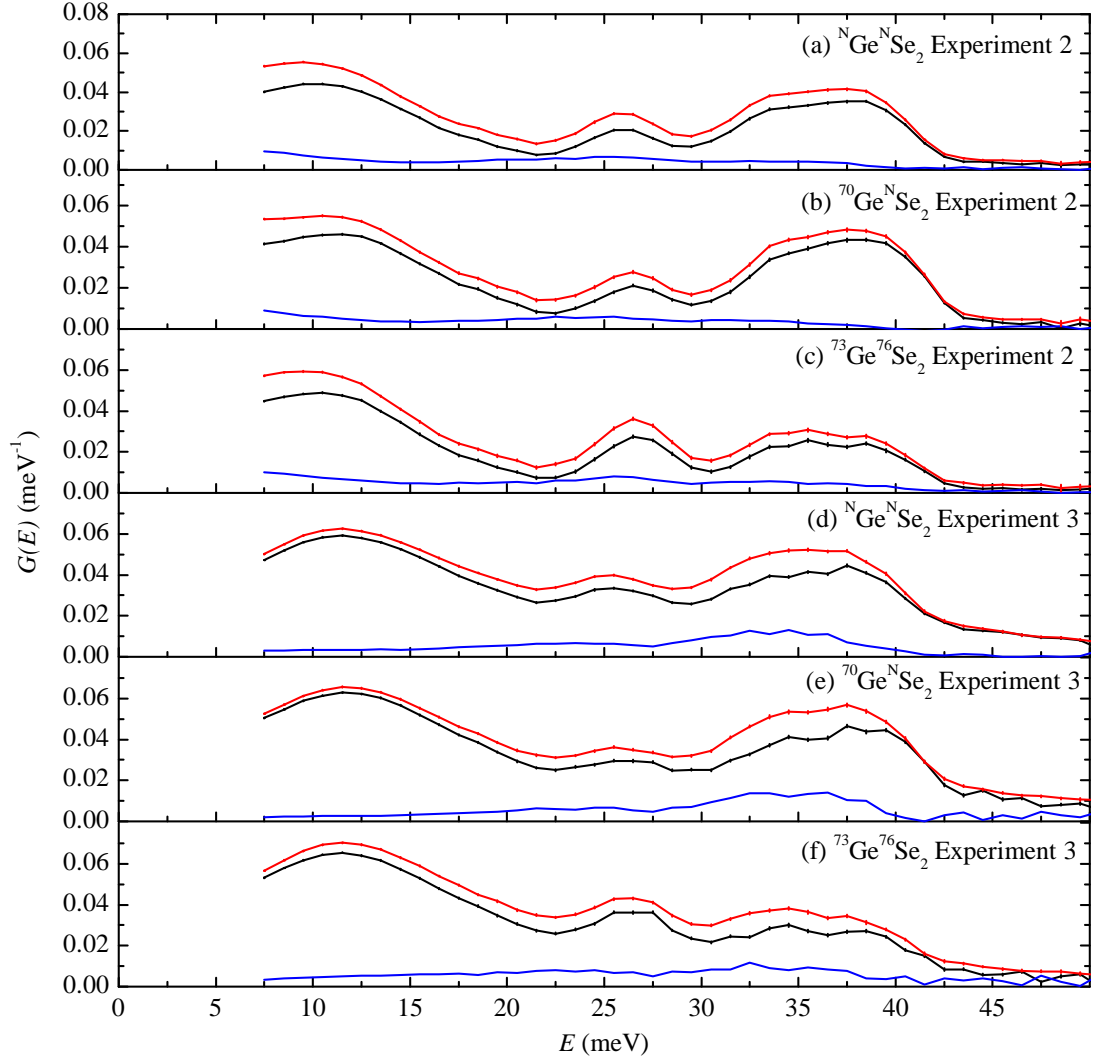 0.08
0.06
0.04
0.02
0.00
(a) ᴺGeᴺSe₂ Experiment 2
0.06
0.04
0.02
0.00
(b) ⁷⁰GeᴺSe₂ Experiment 2
0.06
0.04
0.02
0.00
(c) ⁷³Ge⁷⁶Se₂ Experiment 2
G(E) (meV⁻¹)
0.06
0.04
0.02
0.00
(d) ᴺGeᴺSe₂ Experiment 3
0.06
0.04
0.02
0.00
(e) ⁷⁰GeᴺSe₂ Experiment 3
0.06
0.04
0.02
0.00
(f) ⁷³Ge⁷⁶Se₂ Experiment 3
0 5 10 15 20 25 30 35 40 45
E (meV)